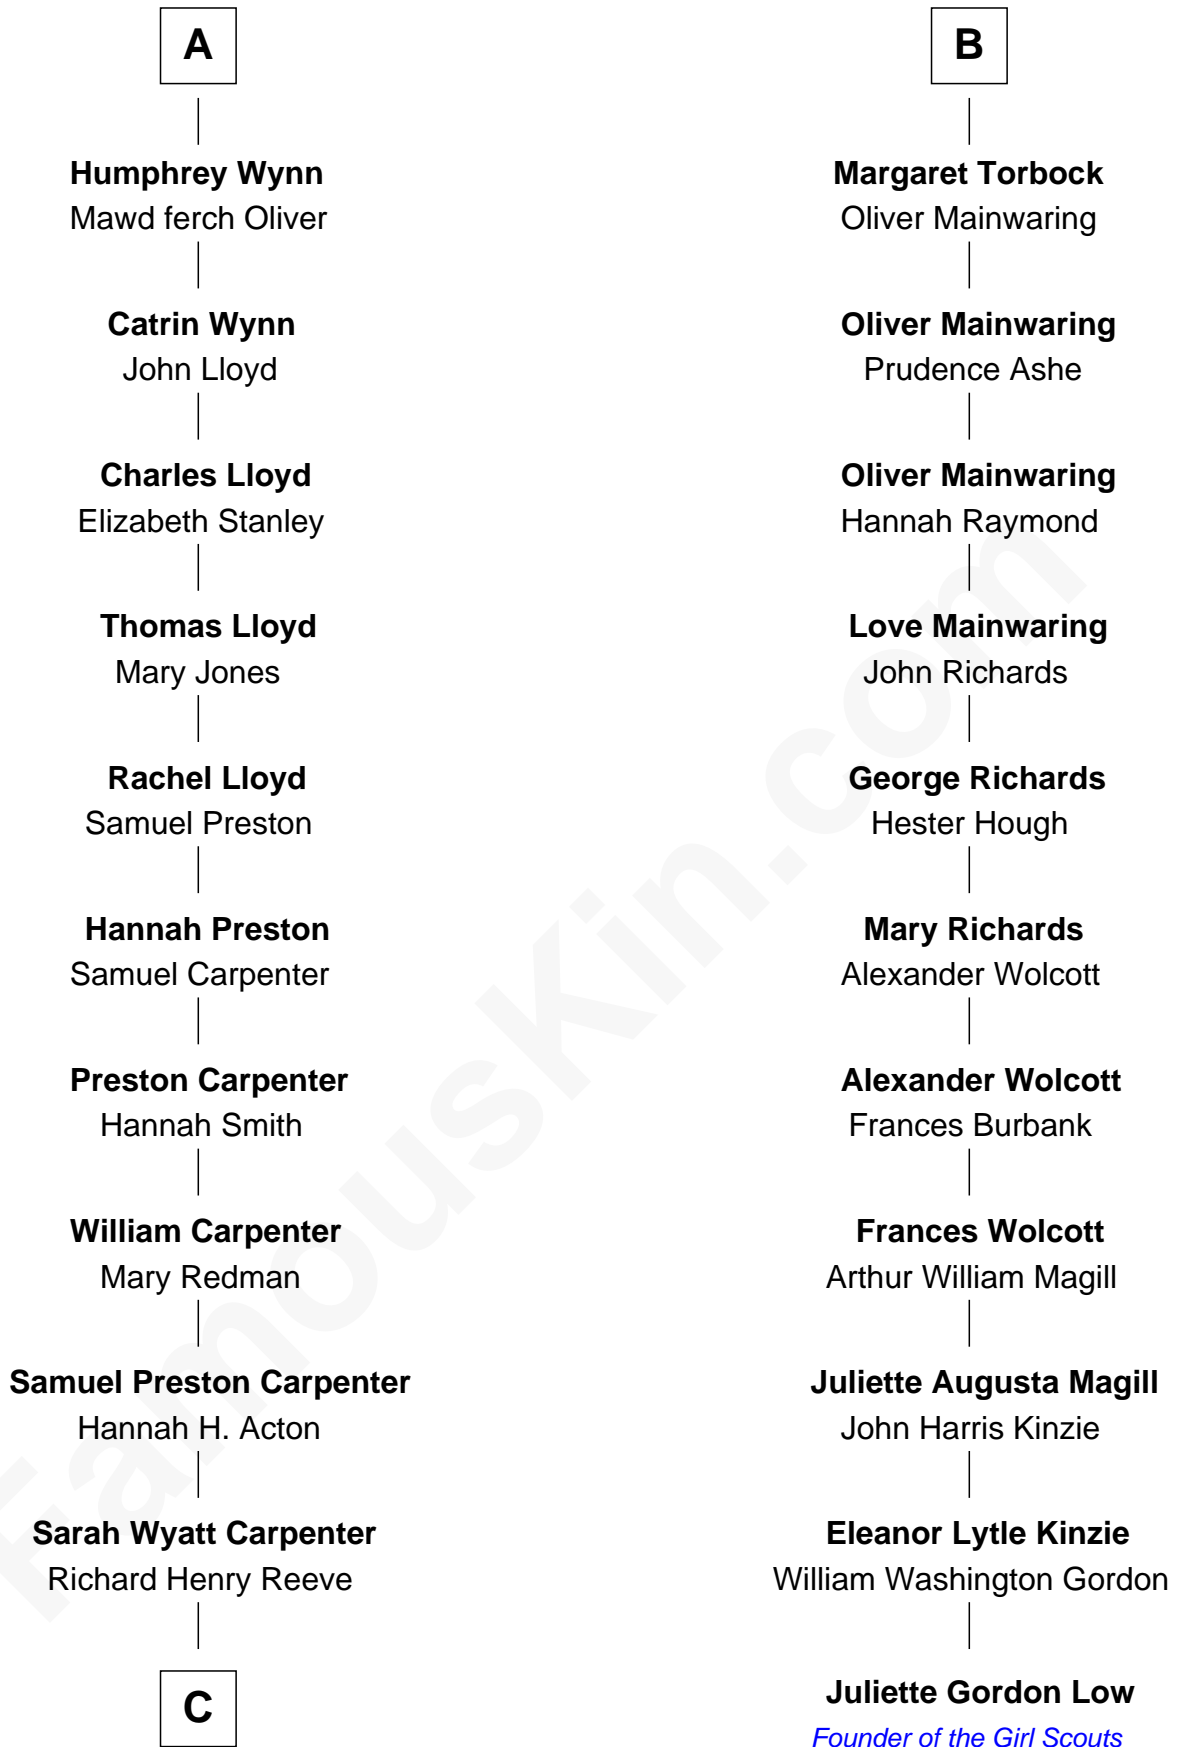 A
Humphrey Wynn
Mawd ferch Oliver
Catrin Wynn
John Lloyd
Charles Lloyd
Elizabeth Stanley
Thomas Lloyd
Mary Jones
Rachel Lloyd
Samuel Preston
Hannah Preston
Samuel Carpenter
Preston Carpenter
Hannah Smith
William Carpenter
Mary Redman
Samuel Preston Carpenter
Hannah H. Acton
Sarah Wyatt Carpenter
Richard Henry Reeve
C
B
Margaret Torbock
Oliver Mainwaring
Oliver Mainwaring
Prudence Ashe
Oliver Mainwaring
Hannah Raymond
Love Mainwaring
John Richards
George Richards
Hester Hough
Mary Richards
Alexander Wolcott
Alexander Wolcott
Frances Burbank
Frances Wolcott
Arthur William Magill
Juliette Augusta Magill
John Harris Kinzie
Eleanor Lytle Kinzie
William Washington Gordon
Juliette Gordon Low
Founder of the Girl Scouts
FamousKin.com